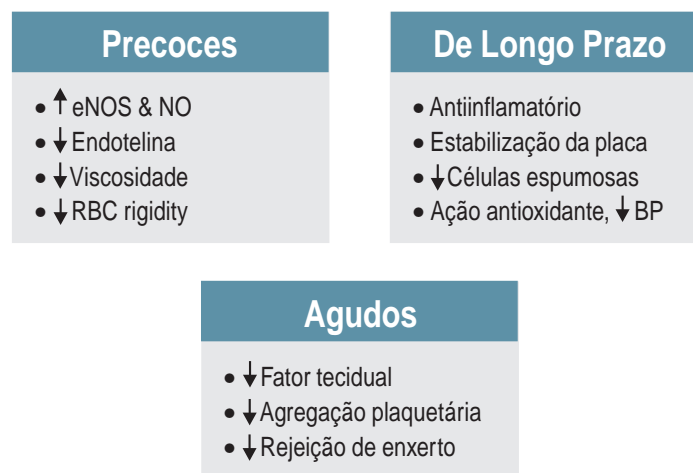 Precoces
• ↑ eNOS & NO
• ↓ Endotelina
• ↓ Viscosidade
• ↓ RBC rigidity
De Longo Prazo
• Antiinflamatório
• Estabilização da placa
• ↓ Células espumosas
• Ação antioxidante, ↓ BP
Agudos
• ↓ Fator tecidual
• ↓ Agregação plaquetária
• ↓ Rejeição de enxerto